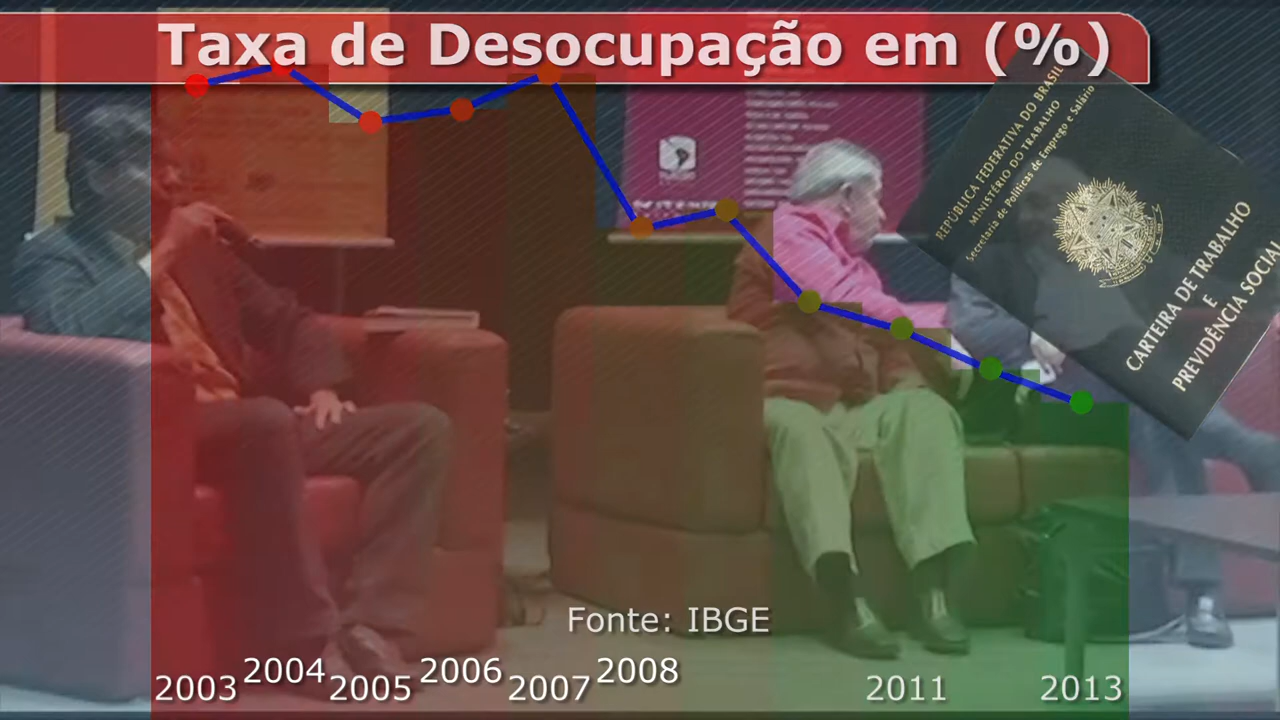 Taxa de Desocupação em (%)
REPÚBLICA FEDERATIVA DO BRASIL
MINISTÉRIO DO TRABALHO
Secretaria de Políticas de Emprego e Salário
CARTEIRA DE TRABALHO
E
PREVIDÊNCIA SOCIAL
Fonte: IBGE
2003 2004 2005 2006 2007 2008 2011 2013